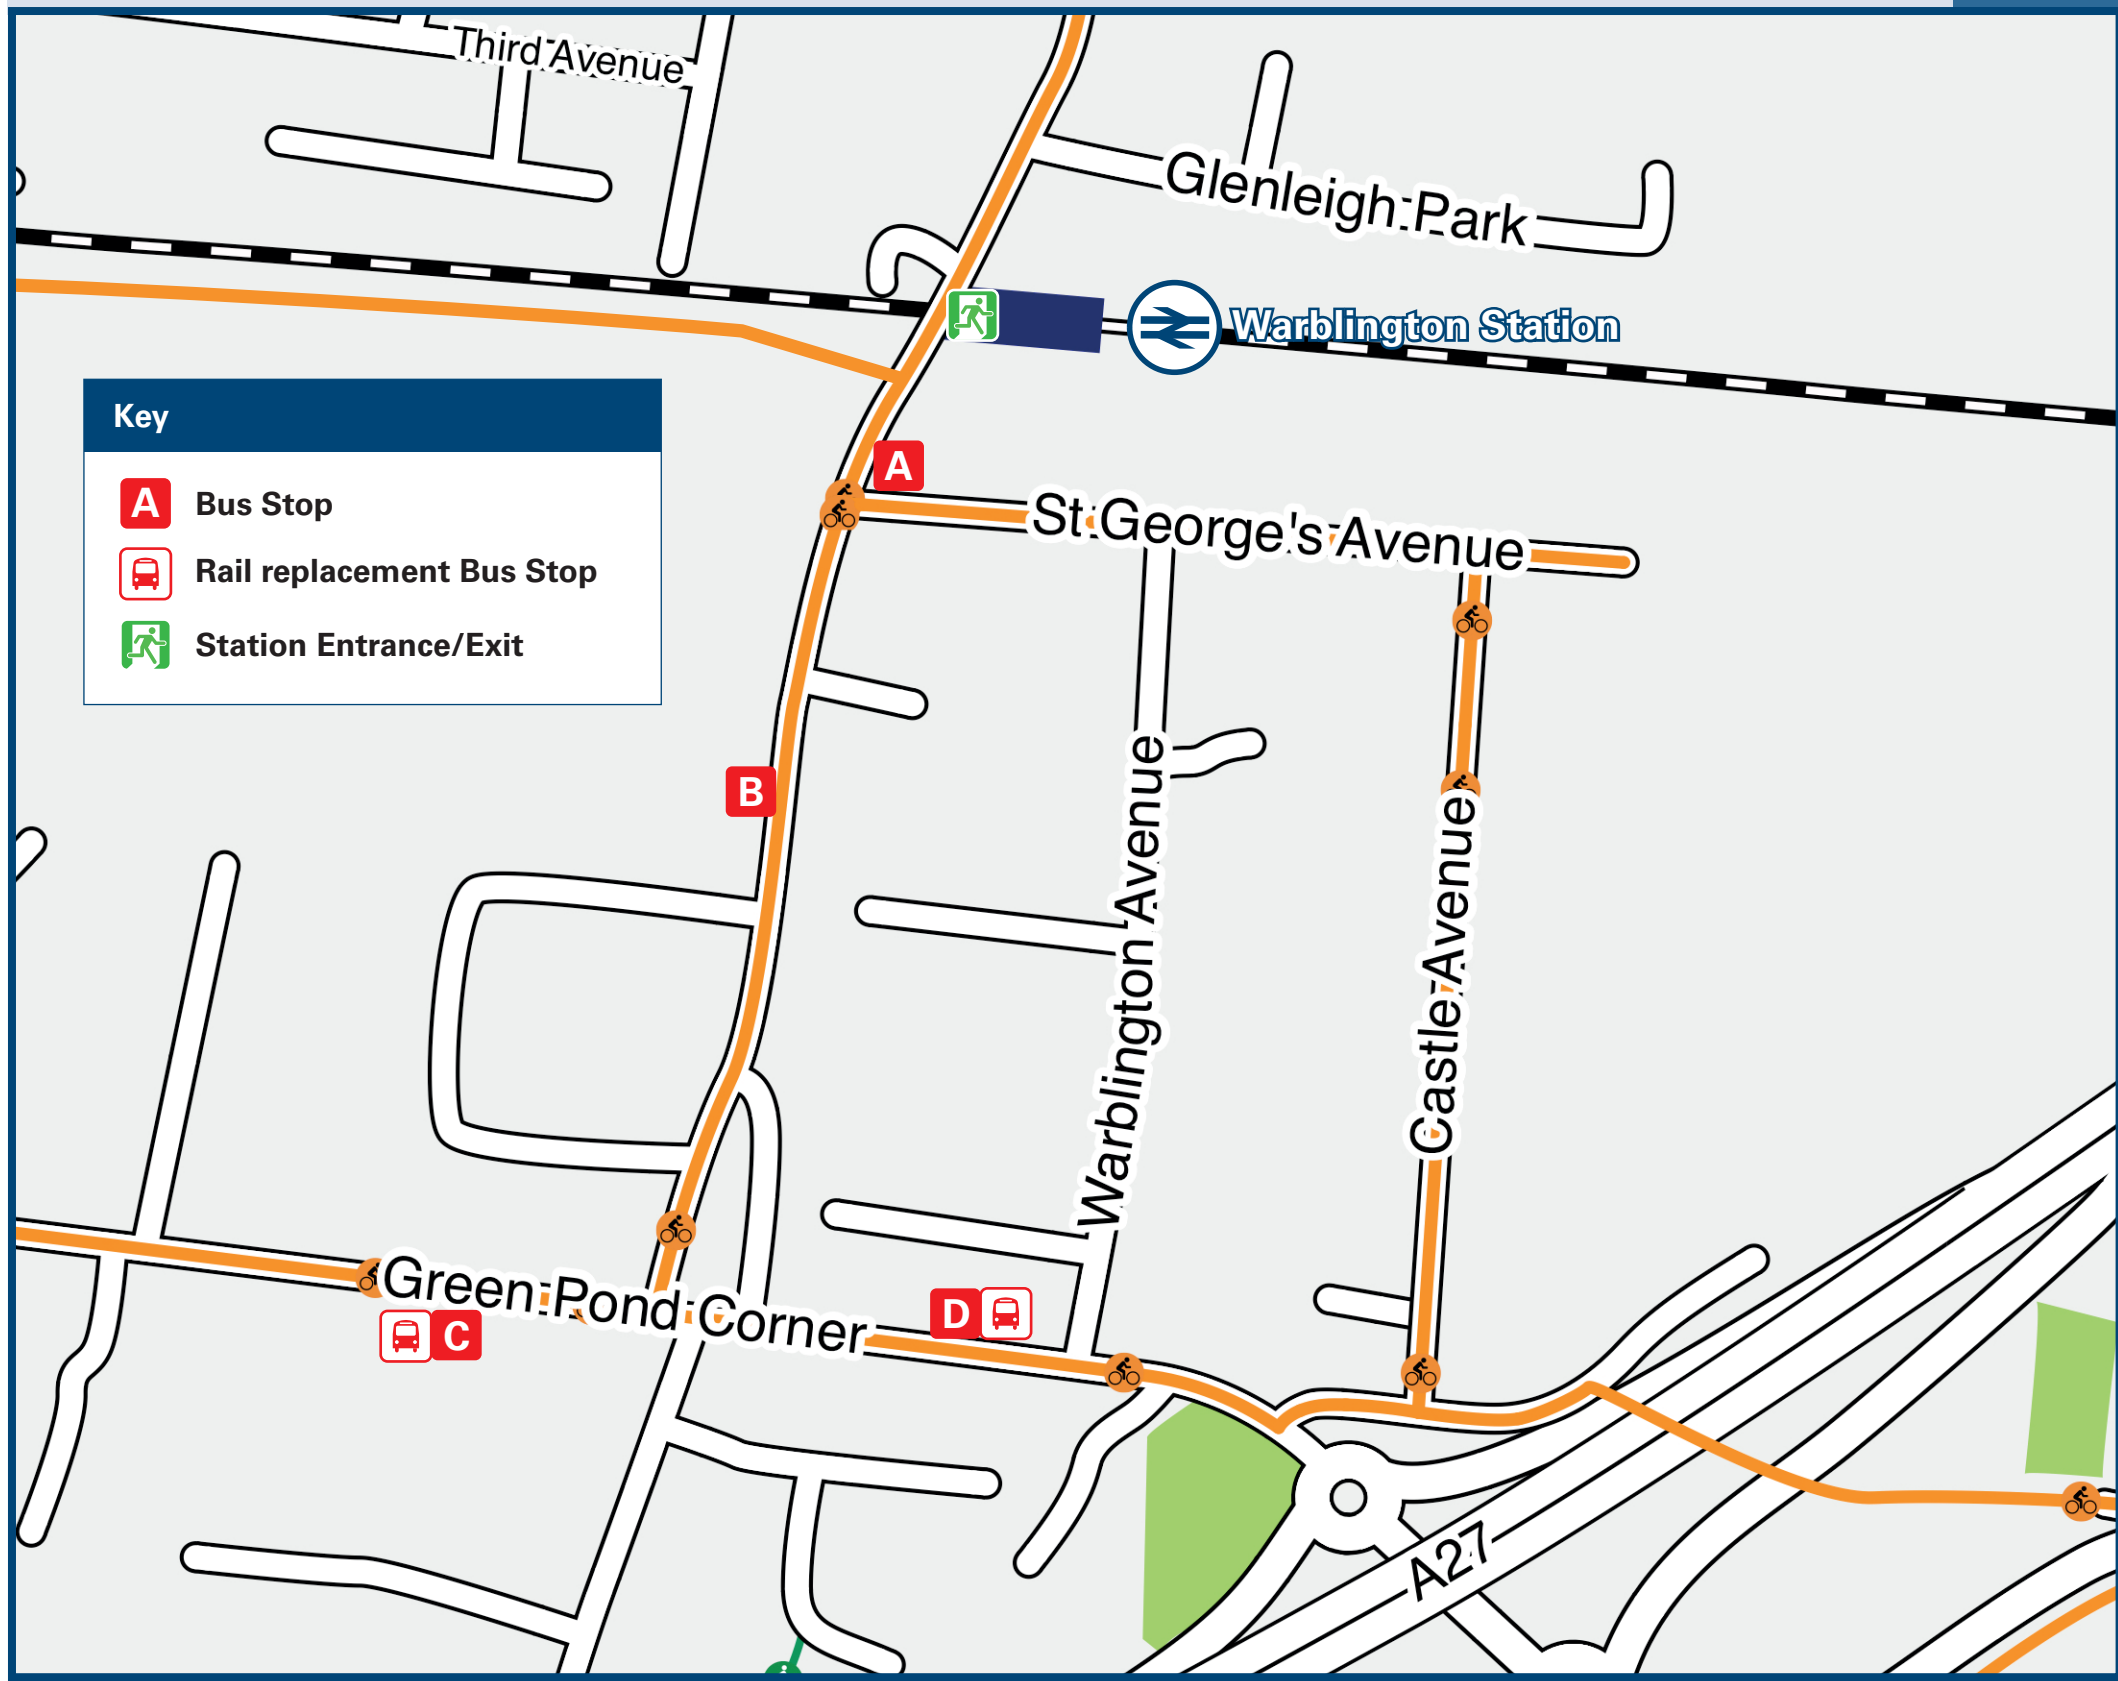 Third Avenue
Glenleigh Park
Warblington Station
Key
A Bus Stop
Rail replacement Bus Stop
Station Entrance/Exit
A
St George's Avenue
B
Warblington Avenue
Castle Avenue
Green Pond Corner
C
D
A27